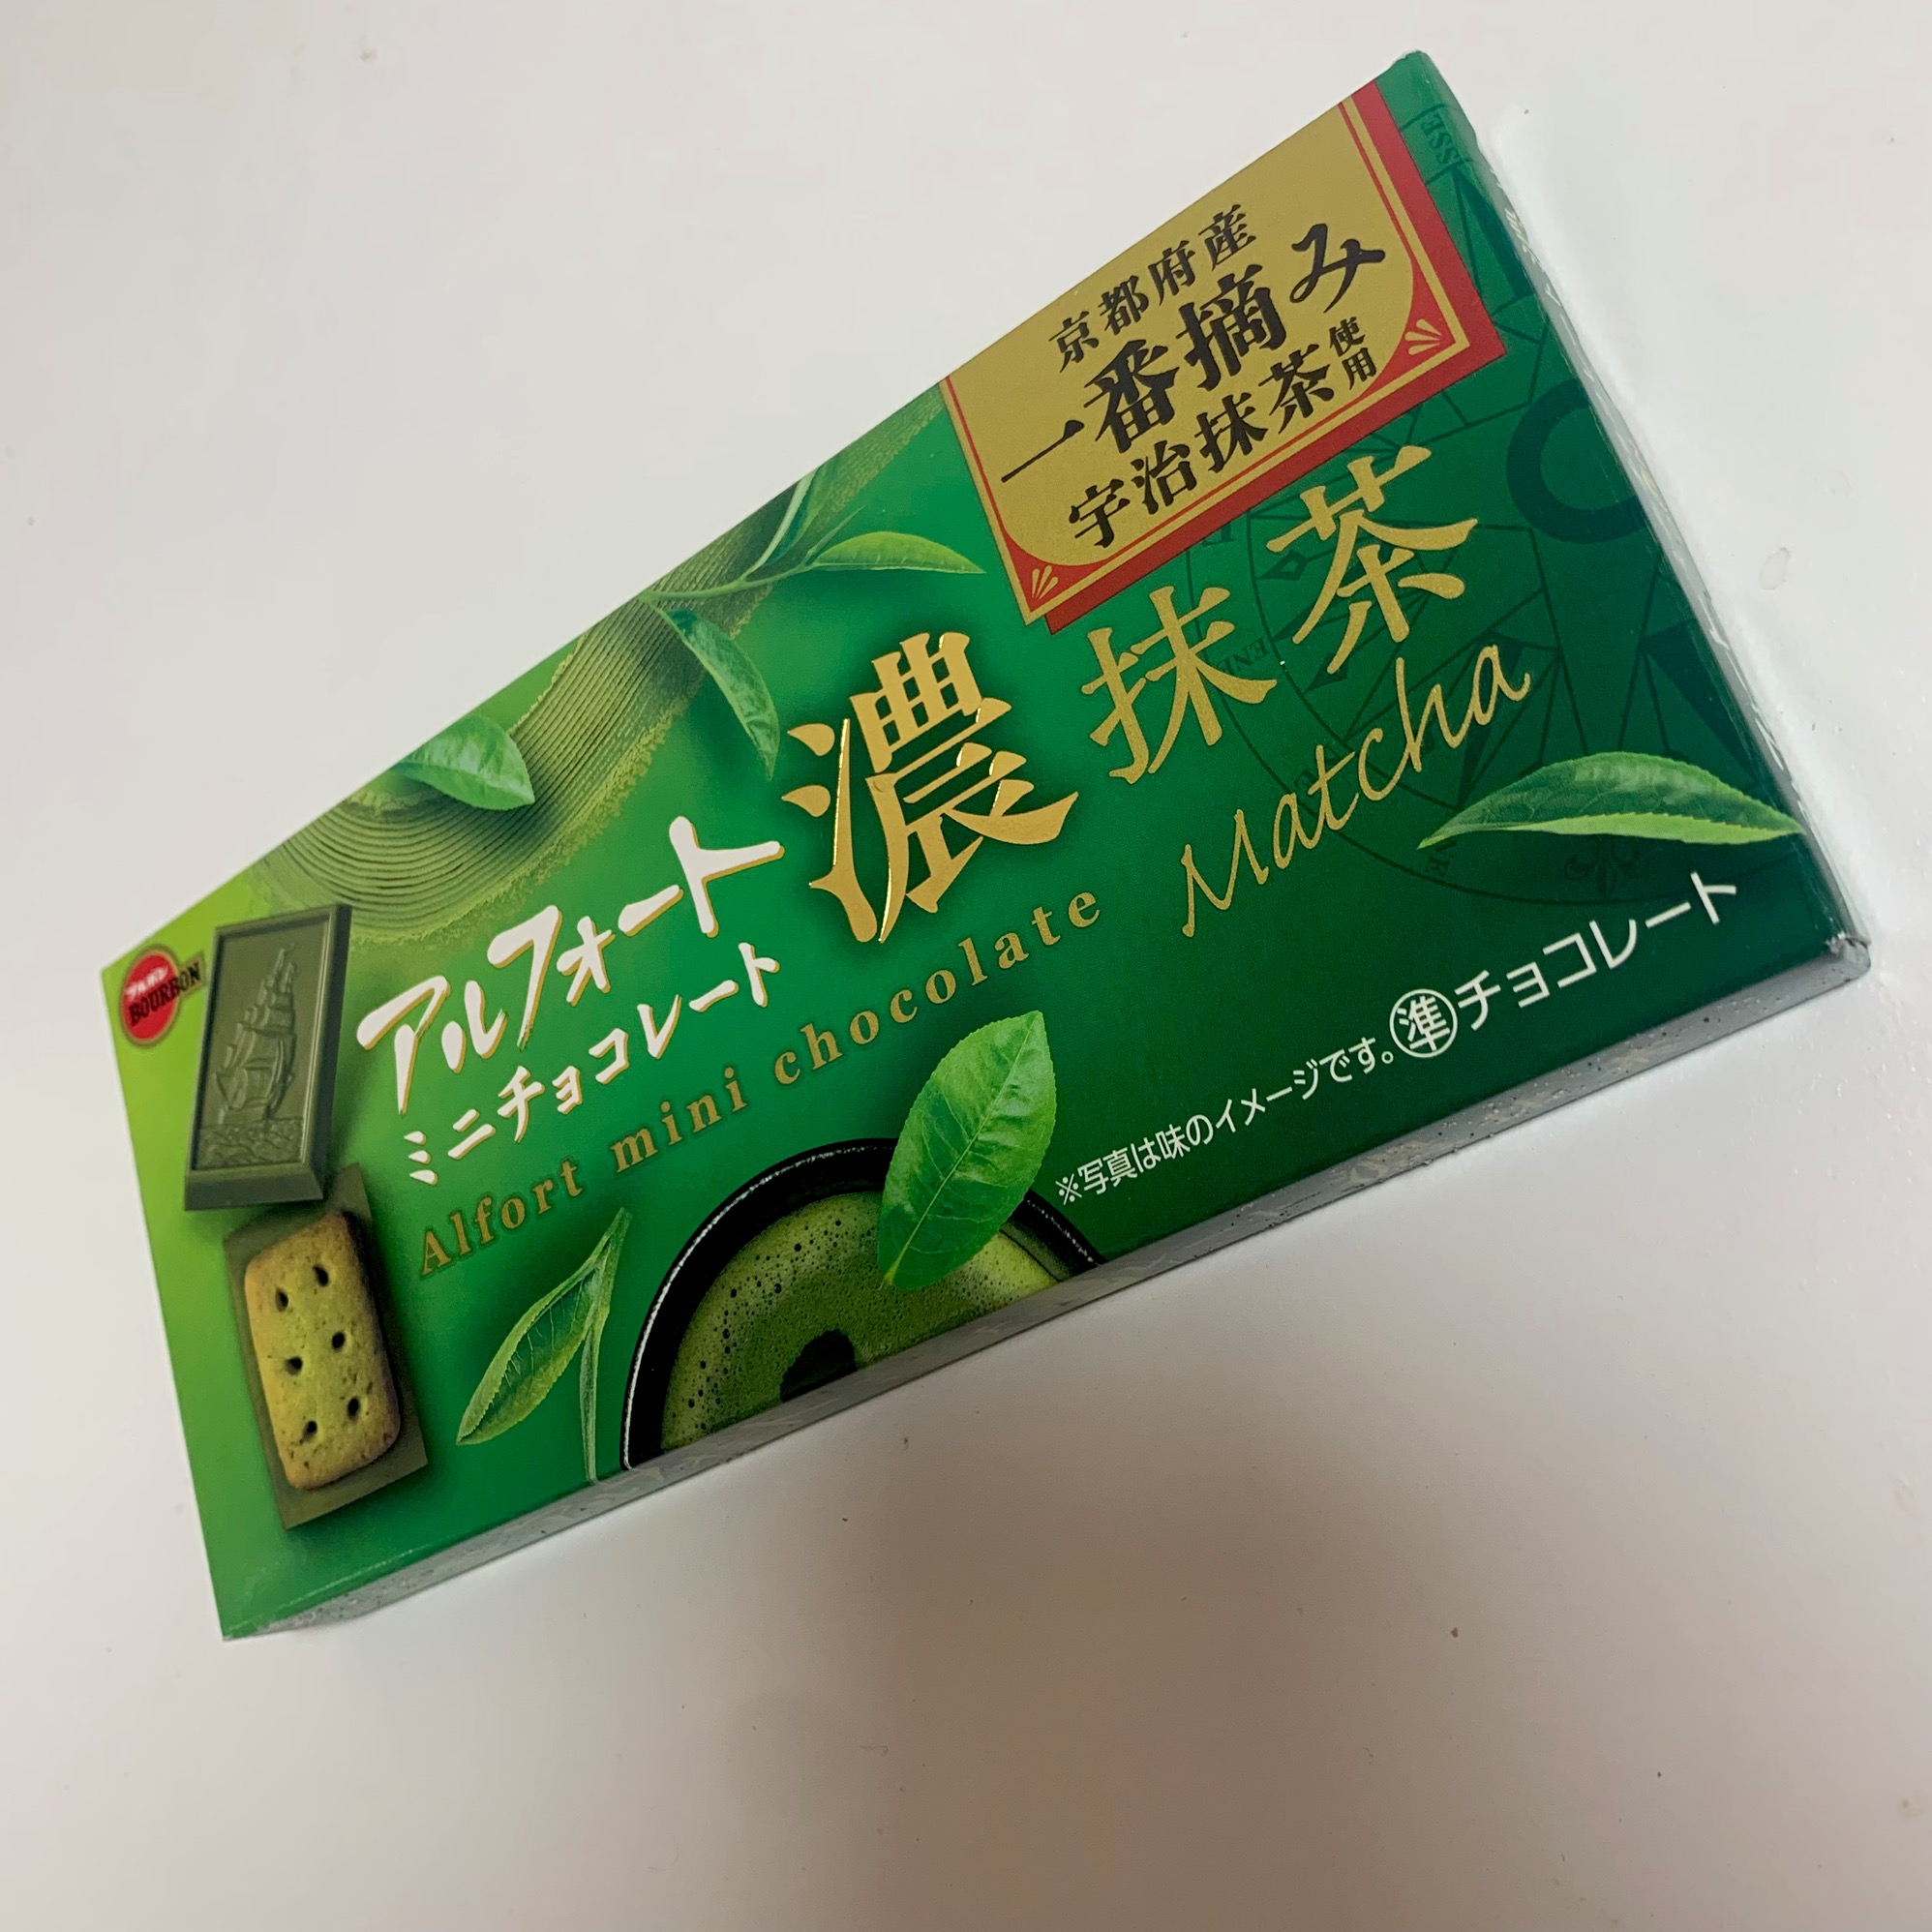 京都府産
一番摘み
宇治抹茶使用
ブルボン
BOURBON
アルフォート
ミニチョコレート
濃抹茶
Alfort mini chocolate
Matcha
※写真は味のイメージです。
準チョコレート